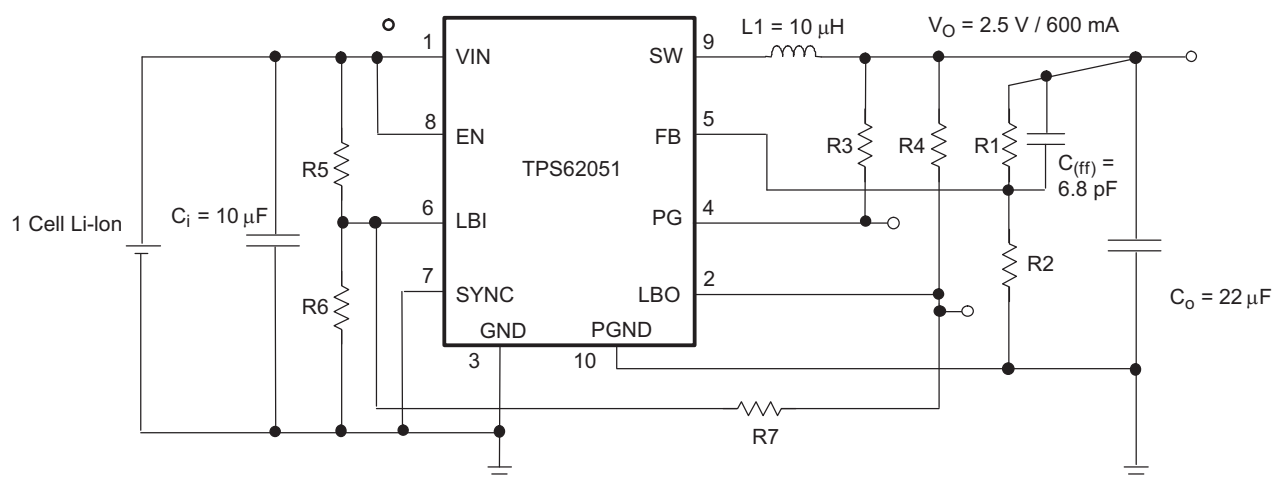 L1 = 10 μH
V_O = 2.5 V / 600 mA
1
VIN
SW
9
8
EN
FB
5
TPS62051
R3
R4
R1
C_(ff) =
6.8 pF
R5
1 Cell Li-Ion
C_i = 10 μF
6
LBI
PG
4
R2
7
SYNC
LBO
2
R6
C_o = 22 μF
GND
PGND
3
10
R7